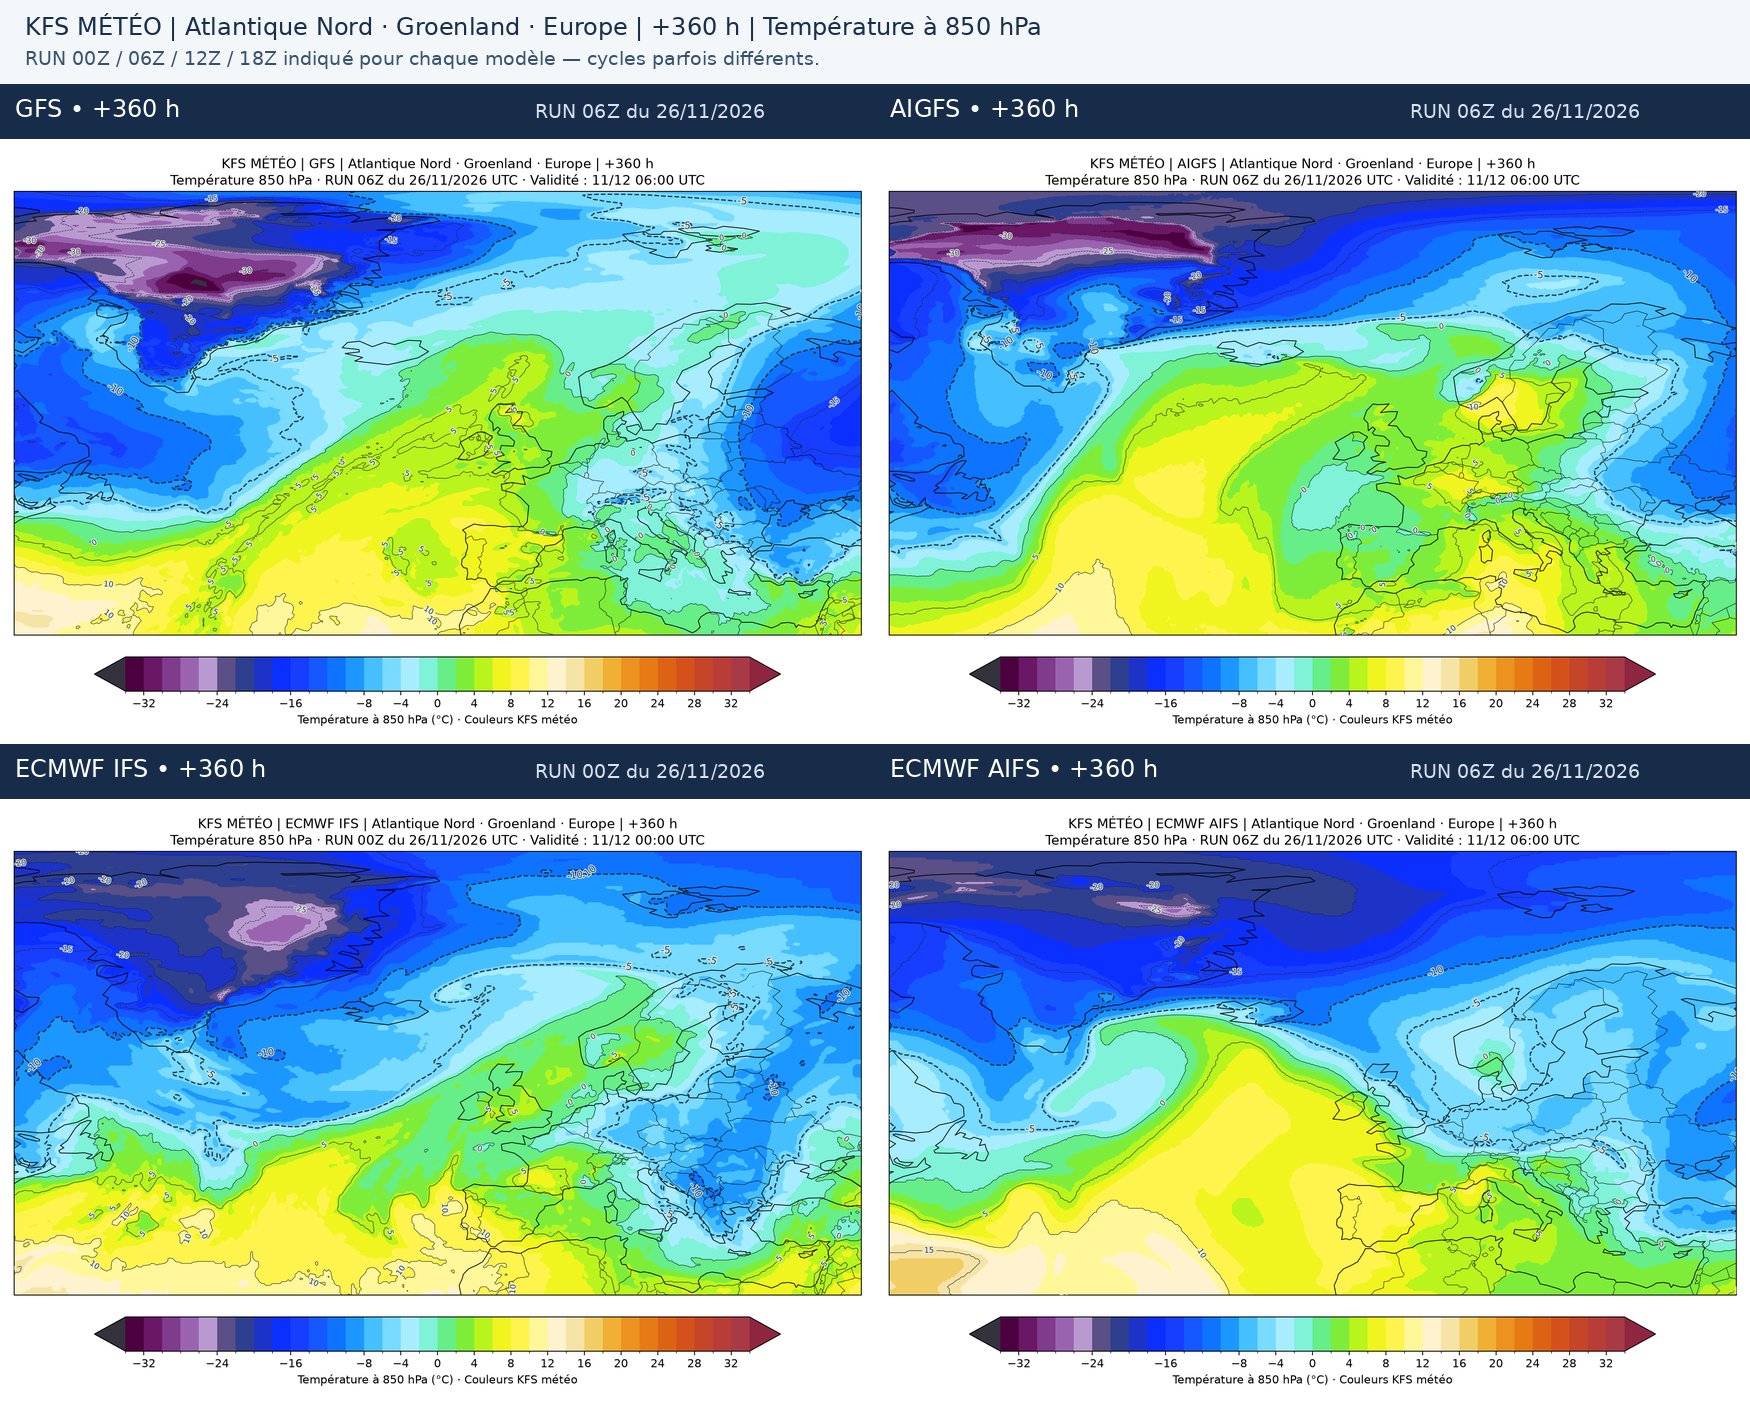 KFS MÉTÉO | Atlantique Nord · Groenland · Europe | +360 h | Température à 850 hPa
RUN 00Z / 06Z / 12Z / 18Z indiqué pour chaque modèle — cycles parfois différents.
GFS • +360 h
RUN 06Z du 26/11/2026
AIGFS • +360 h
RUN 06Z du 26/11/2026
KFS MÉTÉO | GFS | Atlantique Nord · Groenland · Europe | +360 h
Température 850 hPa · RUN 06Z du 26/11/2026 UTC · Validité : 11/12 06:00 UTC
KFS MÉTÉO | AIGFS | Atlantique Nord · Groenland · Europe | +360 h
Température 850 hPa · RUN 06Z du 26/11/2026 UTC · Validité : 11/12 06:00 UTC
−32 −24 −16 −8 −4 0 4 8 12 16 20 24 28 32
Température à 850 hPa (°C) · Couleurs KFS météo
−32 −24 −16 −8 −4 0 4 8 12 16 20 24 28 32
Température à 850 hPa (°C) · Couleurs KFS météo
ECMWF IFS • +360 h
RUN 00Z du 26/11/2026
ECMWF AIFS • +360 h
RUN 06Z du 26/11/2026
KFS MÉTÉO | ECMWF IFS | Atlantique Nord · Groenland · Europe | +360 h
Température 850 hPa · RUN 00Z du 26/11/2026 UTC · Validité : 11/12 00:00 UTC
KFS MÉTÉO | ECMWF AIFS | Atlantique Nord · Groenland · Europe | +360 h
Température 850 hPa · RUN 06Z du 26/11/2026 UTC · Validité : 11/12 06:00 UTC
−32 −24 −16 −8 −4 0 4 8 12 16 20 24 28 32
Température à 850 hPa (°C) · Couleurs KFS météo
−32 −24 −16 −8 −4 0 4 8 12 16 20 24 28 32
Température à 850 hPa (°C) · Couleurs KFS météo